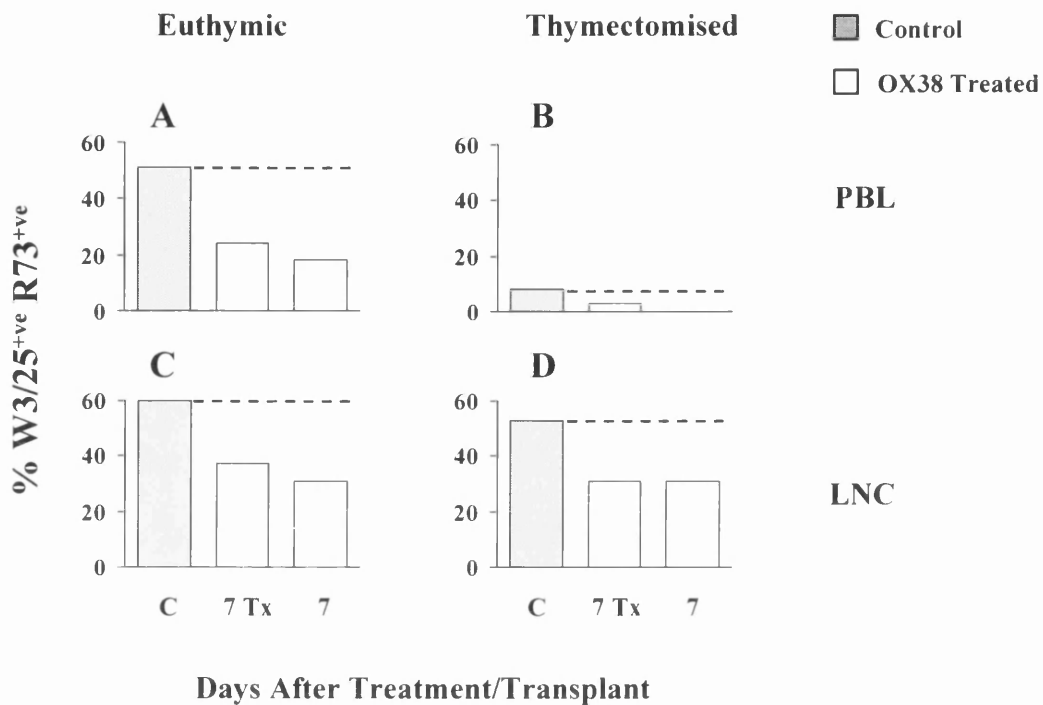 Euthymic
Thymectomised
Control
OX38 Treated
% W3/25+ve R73+ve
A
60
40
20
0
B
60
40
20
0
PBL
C
60
40
20
0
C 7 Tx 7
D
60
40
20
0
C 7 Tx 7
LNC
Days After Treatment/Transplant